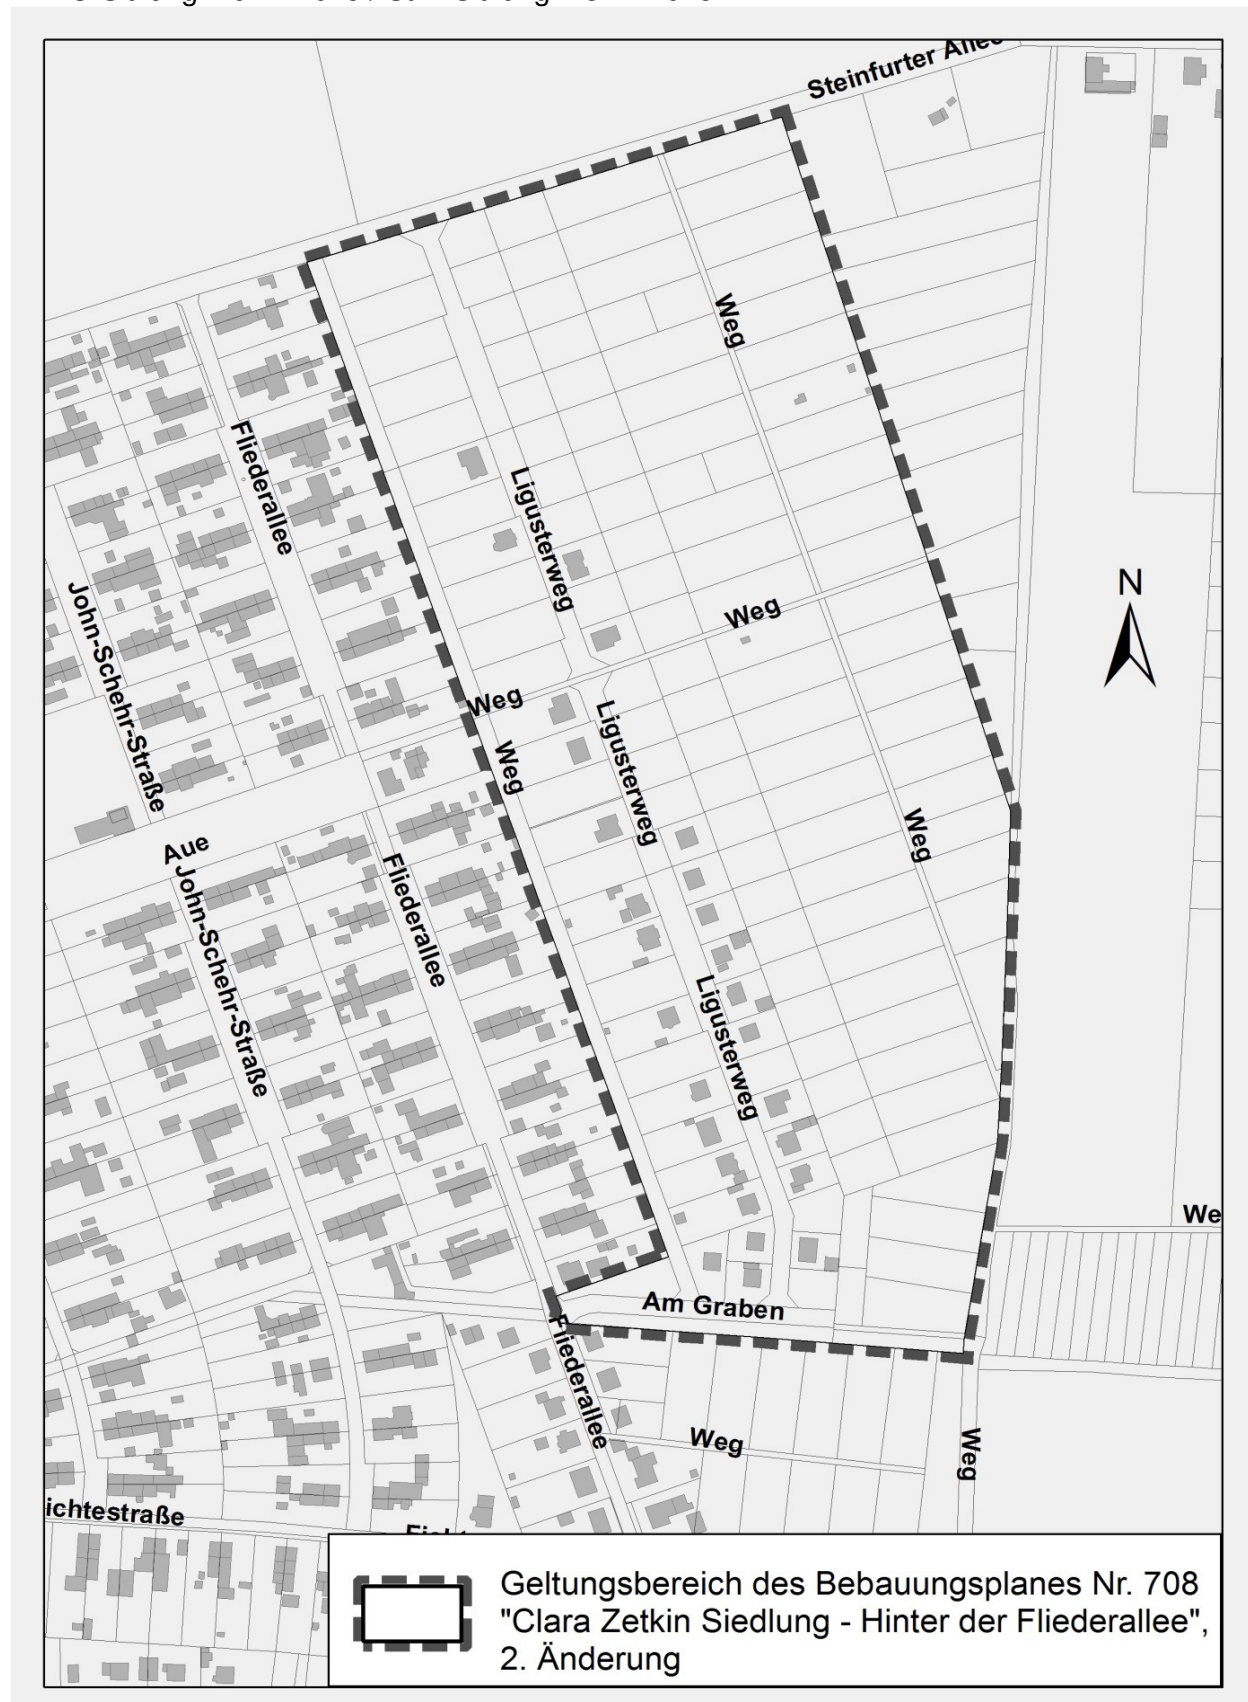 Steinfurter Allee
Weg
Fliederallee
Ligusterweg
John-Schehr-Straße
Weg
N
Weg
Ligusterweg
Weg
Weg
Aue
John-Schehr-Straße
Fliederallee
Ligusterweg
We
Am Graben
Fliederallee
Weg
Weg
ichtestraße
Geltungsbereich des Bebauungsplanes Nr. 708
"Clara Zetkin Siedlung - Hinter der Fliederallee",
2. Änderung